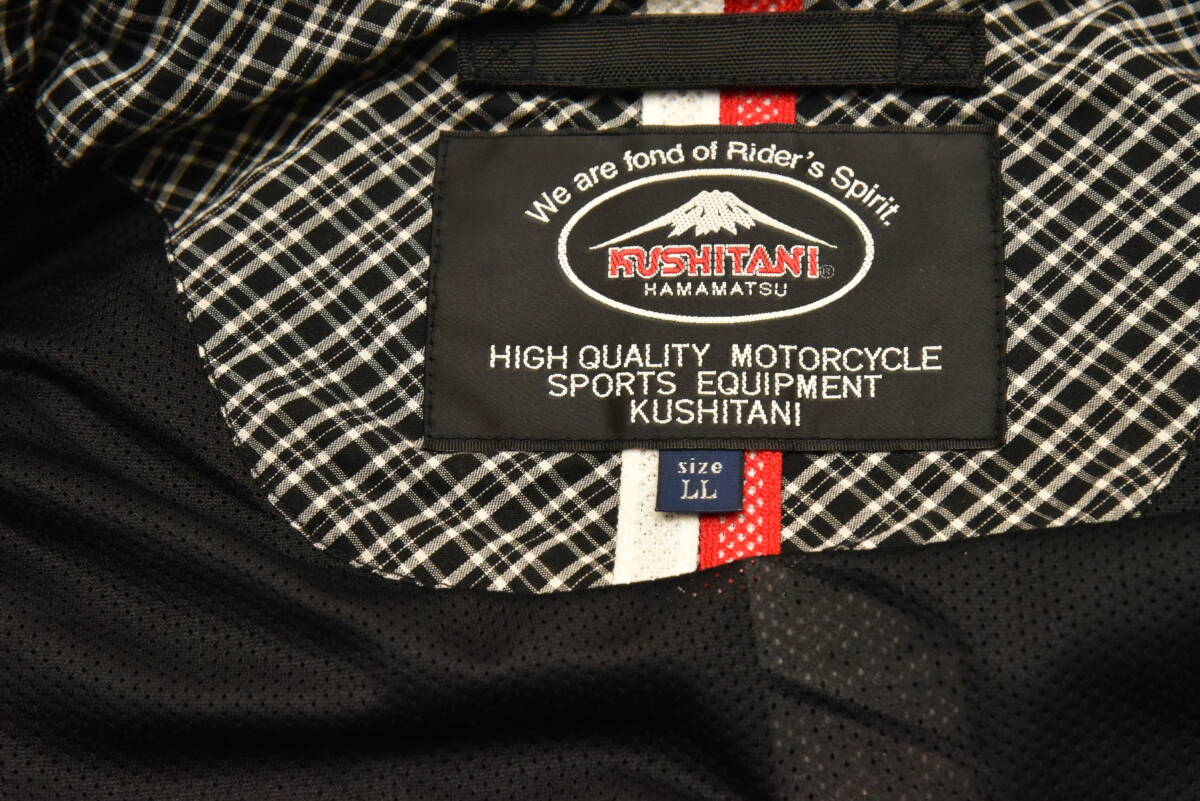 We are fond of Rider's Spirit.
KUSHITANI®
HAMAMATSU
HIGH QUALITY MOTORCYCLE
SPORTS EQUIPMENT
KUSHITANI
size
LL